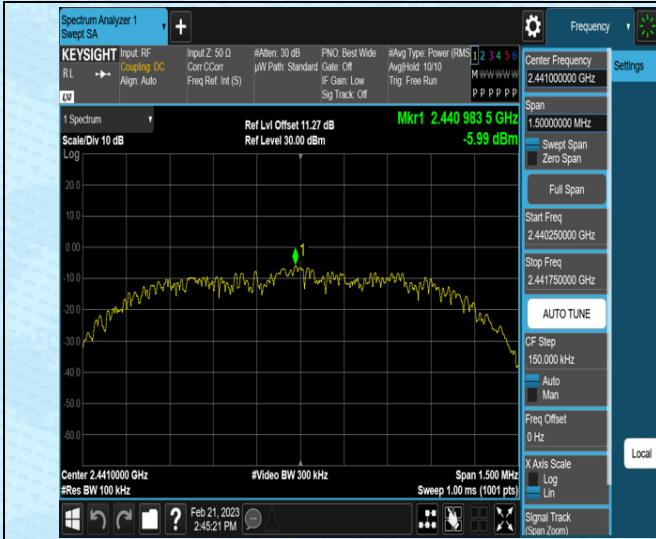 Spectrum Analyzer 1
Swept SA
+
Frequency
KEYSIGHT
RL
LXI
Input: RF
Coupling: DC
Align: Auto
Input Z: 50 Ω
Corr CCorr
Freq Ref: Int (S)
#Atten: 30 dB
µW Path: Standard
PNO: Best Wide
Gate: Off
IF Gain: Low
Sig Track: Off
#Avg Type: Power (RMS
Avg|Hold: 10/10
Trig: Free Run
1 2 3 4 5 6
M W W W W W
P P P P P P
1 Spectrum
Scale/Div 10 dB
Ref Lvl Offset 11.27 dB
Ref Level 30.00 dBm
Mkr1 2.440 983 5 GHz
-5.99 dBm
Log
20.0
10.0
0.00
-10.0
-20.0
-30.0
-40.0
-50.0
-60.0
1
Center 2.4410000 GHz
#Res BW 100 kHz
#Video BW 300 kHz
Span 1.500 MHz
Sweep 1.00 ms (1001 pts)
?
Feb 21, 2023
2:45:21 PM
Center Frequency
2.441000000 GHz
Span
1.50000000 MHz
Swept Span
Zero Span
Full Span
Start Freq
2.440250000 GHz
Stop Freq
2.441750000 GHz
AUTO TUNE
CF Step
150.000 kHz
Auto
Man
Freq Offset
0 Hz
X Axis Scale
Log
Lin
Signal Track
(Span Zoom)
Settings
Local